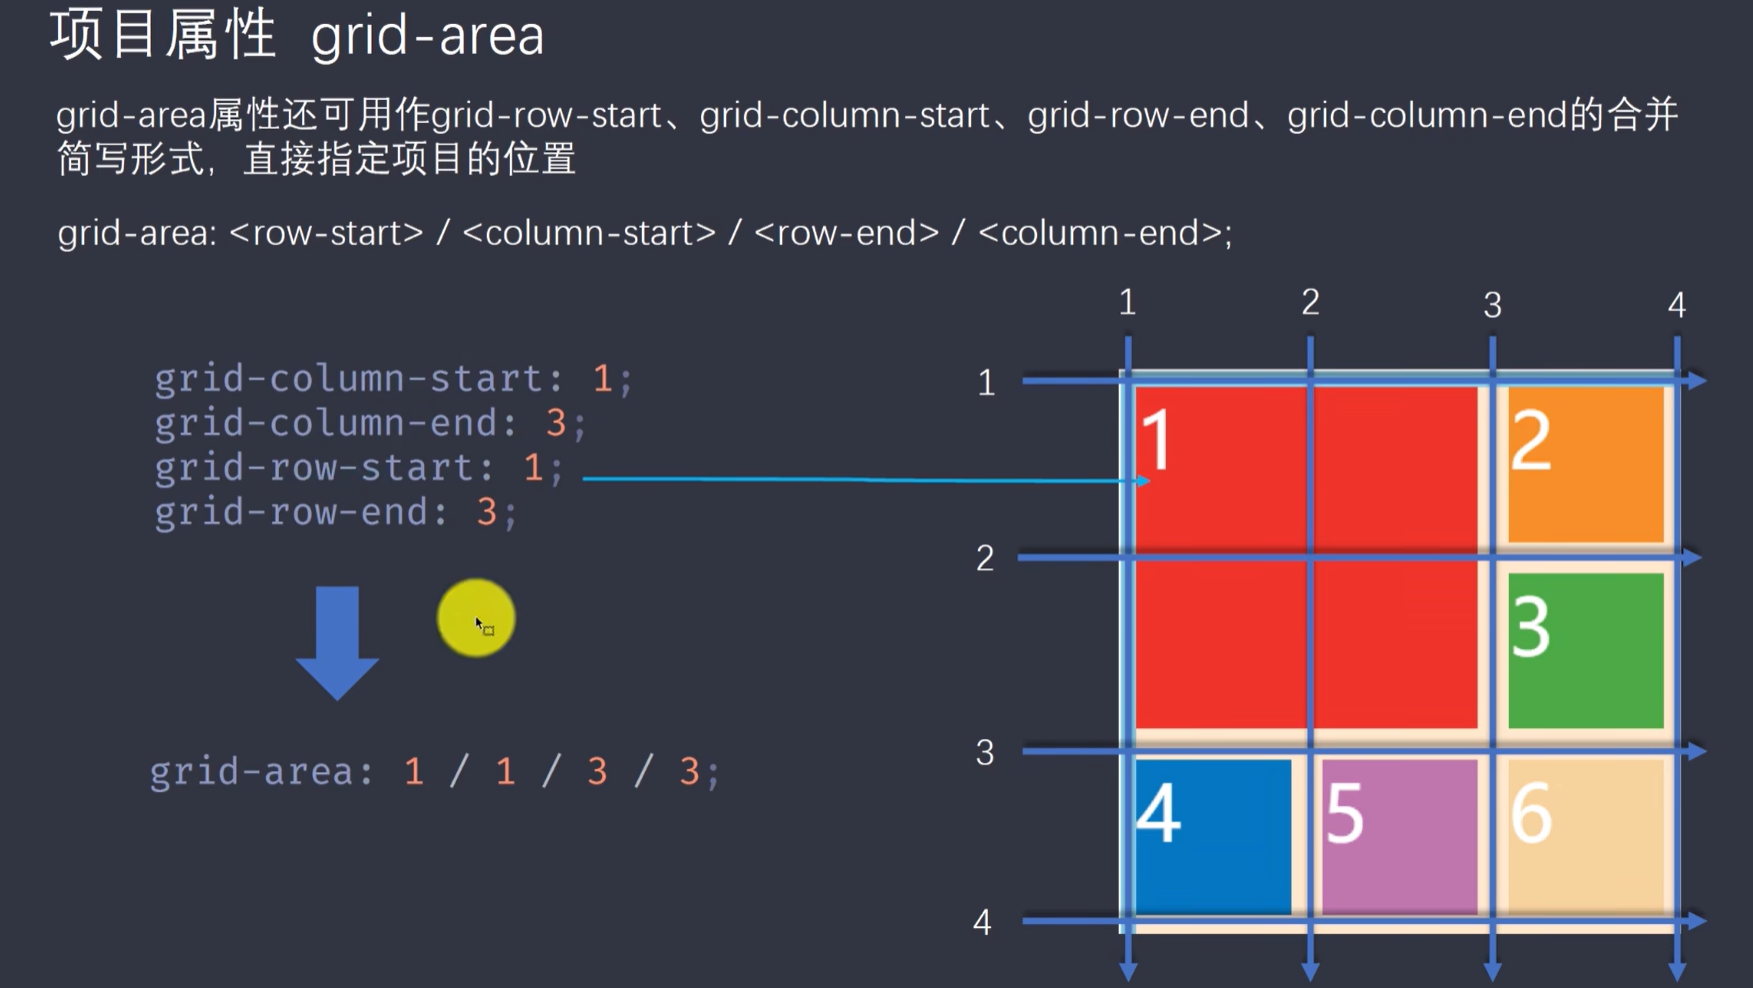 项目属性 grid-area
grid-area属性还可用作grid-row-start、grid-column-start、grid-row-end、grid-column-end的合并
简写形式，直接指定项目的位置
grid-area: <row-start> / <column-start> / <row-end> / <column-end>;
1 2 3 4
grid-column-start: 1;
grid-column-end: 3;
grid-row-start: 1;
grid-row-end: 3;
grid-area: 1 / 1 / 3 / 3;
1
1 2
2
3
3
4 5 6
4